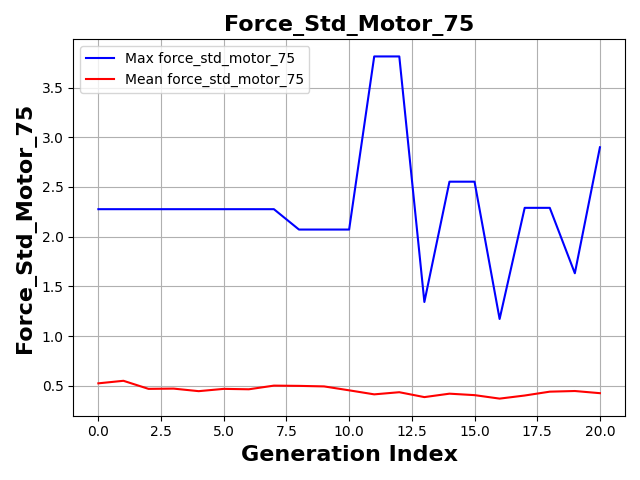 Force_Std_Motor_75
Max force_std_motor_75
Mean force_std_motor_75
Force_Std_Motor_75
3.5
3.0
2.5
2.0
1.5
1.0
0.5
0.0 2.5 5.0 7.5 10.0 12.5 15.0 17.5 20.0
Generation Index